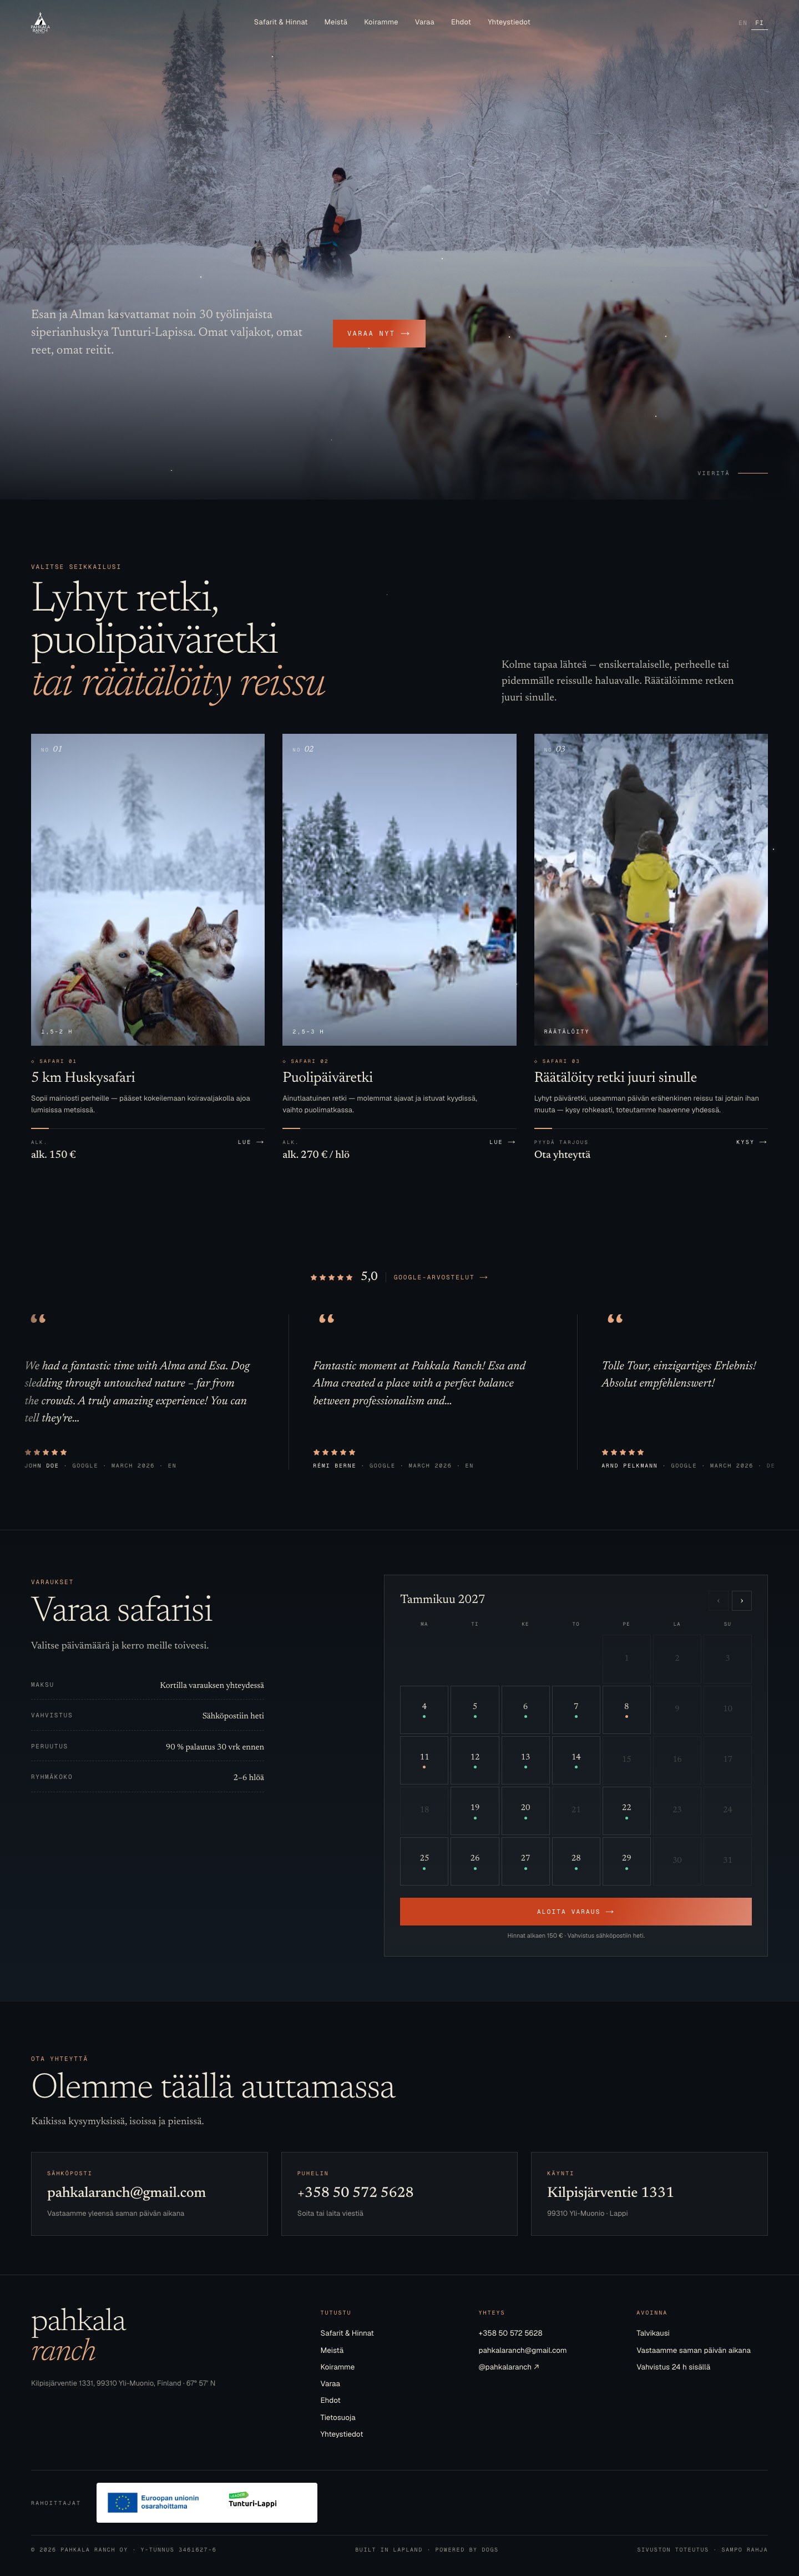 PAHKALA
RANCH
Safarit & Hinnat
Meistä
Koiramme
Varaa
Ehdot
Yhteystiedot
EN FI
Esan ja Alman kasvattamat noin 30 työlinjaista
siperianhuskya Tunturi-Lapissa. Omat valjakot, omat
reet, omat reitit.
VARAA NYT →
VIERITÄ
VALITSE SEIKKAILUSI
Lyhyt retki,
puolipäiväretki
tai räätälöity reissu
Kolme tapaa lähteä — ensikertalaiselle, perheelle tai
pidemmälle reissulle haluavalle. Räätälöimme retken
juuri sinulle.
NO 01
1,5–2 H
◇ SAFARI 01
5 km Huskysafari
Sopii mainiosti perheille — pääset kokeilemaan koiravaljakolla ajoa
lumisissa metsissä.
ALK.
alk. 150 €
LUE →
NO 02
2,5–3 H
◇ SAFARI 02
Puolipäiväretki
Ainutlaatuinen retki — molemmat ajavat ja istuvat kyydissä,
vaihto puolimatkassa.
ALK.
alk. 270 € / hlö
LUE →
NO 03
RÄÄTÄLÖITY
◇ SAFARI 03
Räätälöity retki juuri sinulle
Lyhyt päiväretki, useamman päivän erähenkinen reissu tai jotain ihan
muuta — kysy rohkeasti, toteutamme haavenne yhdessä.
PYYDÄ TARJOUS
Ota yhteyttä
KYSY →
★★★★★ 5,0 GOOGLE-ARVOSTELUT →
“
We had a fantastic time with Alma and Esa. Dog
sledding through untouched nature – far from
the crowds. A truly amazing experience! You can
tell they're...
★★★★★
JOHN DOE · GOOGLE · MARCH 2026 · EN
“
Fantastic moment at Pahkala Ranch! Esa and
Alma created a place with a perfect balance
between professionalism and...
★★★★★
RÉMI BERNE · GOOGLE · MARCH 2026 · EN
“
Tolle Tour, einzigartiges Erlebnis!
Absolut empfehlenswert!
★★★★★
ARND PELKMANN · GOOGLE · MARCH 2026 · DE
VARAUKSET
Varaa safarisi
Valitse päivämäärä ja kerro meille toiveesi.
MAKSU Kortilla varauksen yhteydessä
VAHVISTUS Sähköpostiin heti
PERUUTUS 90 % palautus 30 vrk ennen
RYHMÄKOKO 2–6 hlöä
Tammikuu 2027 ‹ ›
MA TI KE TO PE LA SU
1 2 3
4 5 6 7 8 9 10
11 12 13 14 15 16 17
18 19 20 21 22 23 24
25 26 27 28 29 30 31
ALOITA VARAUS →
Hinnat alkaen 150 € · Vahvistus sähköpostiin heti.
OTA YHTEYTTÄ
Olemme täällä auttamassa
Kaikissa kysymyksissä, isoissa ja pienissä.
SÄHKÖPOSTI
pahkalaranch@gmail.com
Vastaamme yleensä saman päivän aikana
PUHELIN
+358 50 572 5628
Soita tai laita viestiä
KÄYNTI
Kilpisjärventie 1331
99310 Yli-Muonio · Lappi
pahkala
ranch
Kilpisjärventie 1331, 99310 Yli-Muonio, Finland · 67° 57' N
TUTUSTU
Safarit & Hinnat
Meistä
Koiramme
Varaa
Ehdot
Tietosuoja
Yhteystiedot
YHTEYS
+358 50 572 5628
pahkalaranch@gmail.com
@pahkalaranch ↗
AVOINNA
Talvikausi
Vastaamme saman päivän aikana
Vahvistus 24 h sisällä
RAHOITTAJAT
Euroopan unionin
osarahoittama
Tunturi-Lappi
© 2026 PAHKALA RANCH OY · Y-TUNNUS 3461627-6
BUILT IN LAPLAND · POWERED BY DOGS
SIVUSTON TOTEUTUS · SAMPO RAHJA